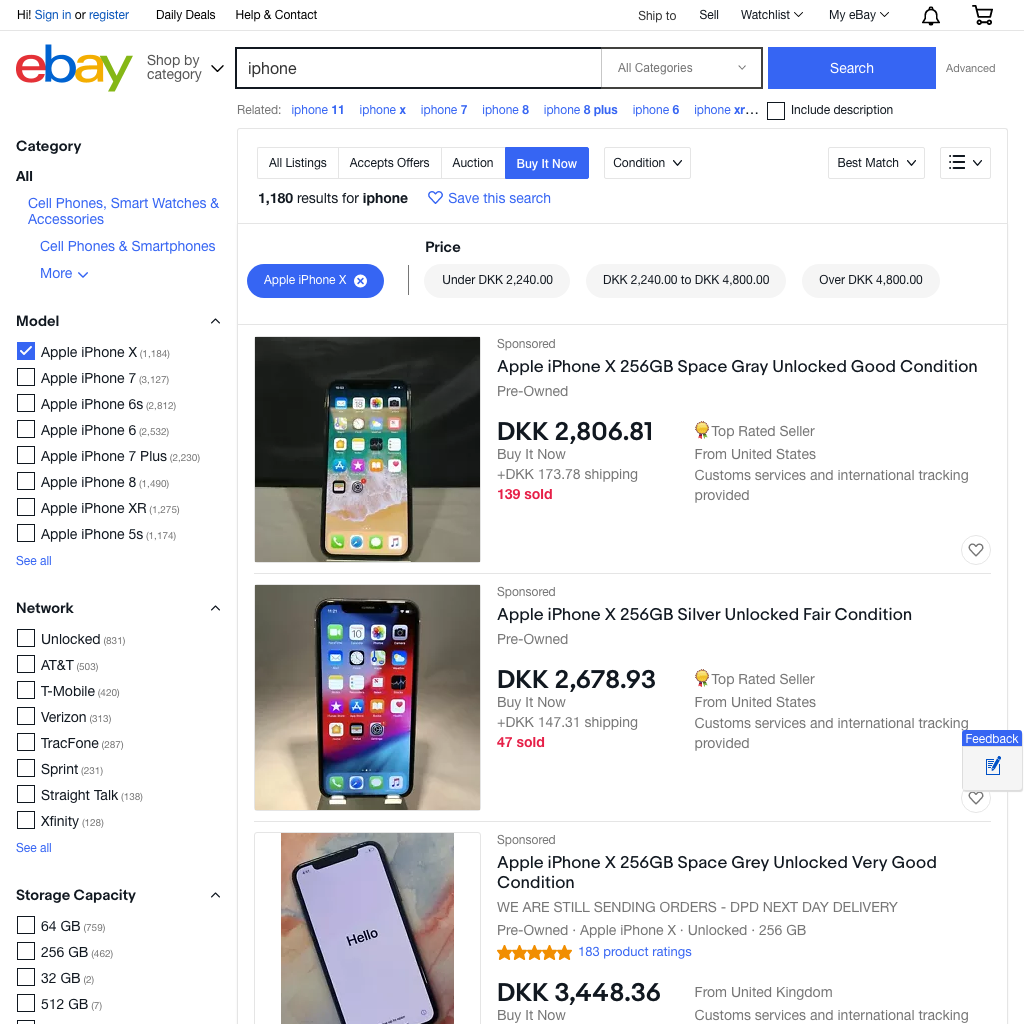 Hi! Sign in or register
Daily Deals
Help & Contact
Ship to
Sell
Watchlist
My eBay
ebay
Shop by category
iphone
All Categories
Search
Advanced
Related: iphone 11 iphone x iphone 7 iphone 8 iphone 8 plus iphone 6 iphone xr...
Include description
Category
All
Cell Phones, Smart Watches &
Accessories
Cell Phones & Smartphones
More
Model
Apple iPhone X (1,184)
Apple iPhone 7 (3,127)
Apple iPhone 6s (2,812)
Apple iPhone 6 (2,532)
Apple iPhone 7 Plus (2,230)
Apple iPhone 8 (1,490)
Apple iPhone XR (1,275)
Apple iPhone 5s (1,174)
See all
Network
Unlocked (831)
AT&T (503)
T-Mobile (420)
Verizon (313)
TracFone (287)
Sprint (231)
Straight Talk (138)
Xfinity (128)
See all
Storage Capacity
64 GB (759)
256 GB (462)
32 GB (2)
512 GB (7)
All Listings
Accepts Offers
Auction
Buy It Now
Condition
Best Match
1,180 results for iphone
Save this search
Price
Apple iPhone X
Under DKK 2,240.00
DKK 2,240.00 to DKK 4,800.00
Over DKK 4,800.00
Sponsored
Apple iPhone X 256GB Space Gray Unlocked Good Condition
Pre-Owned
DKK 2,806.81
Buy It Now
+DKK 173.78 shipping
139 sold
Top Rated Seller
From United States
Customs services and international tracking
provided
Sponsored
Apple iPhone X 256GB Silver Unlocked Fair Condition
Pre-Owned
DKK 2,678.93
Buy It Now
+DKK 147.31 shipping
47 sold
Top Rated Seller
From United States
Customs services and international tracking
provided
Feedback
Sponsored
Apple iPhone X 256GB Space Grey Unlocked Very Good
Condition
WE ARE STILL SENDING ORDERS - DPD NEXT DAY DELIVERY
Pre-Owned · Apple iPhone X · Unlocked · 256 GB
183 product ratings
DKK 3,448.36
Buy It Now
From United Kingdom
Customs services and international tracking
Hello